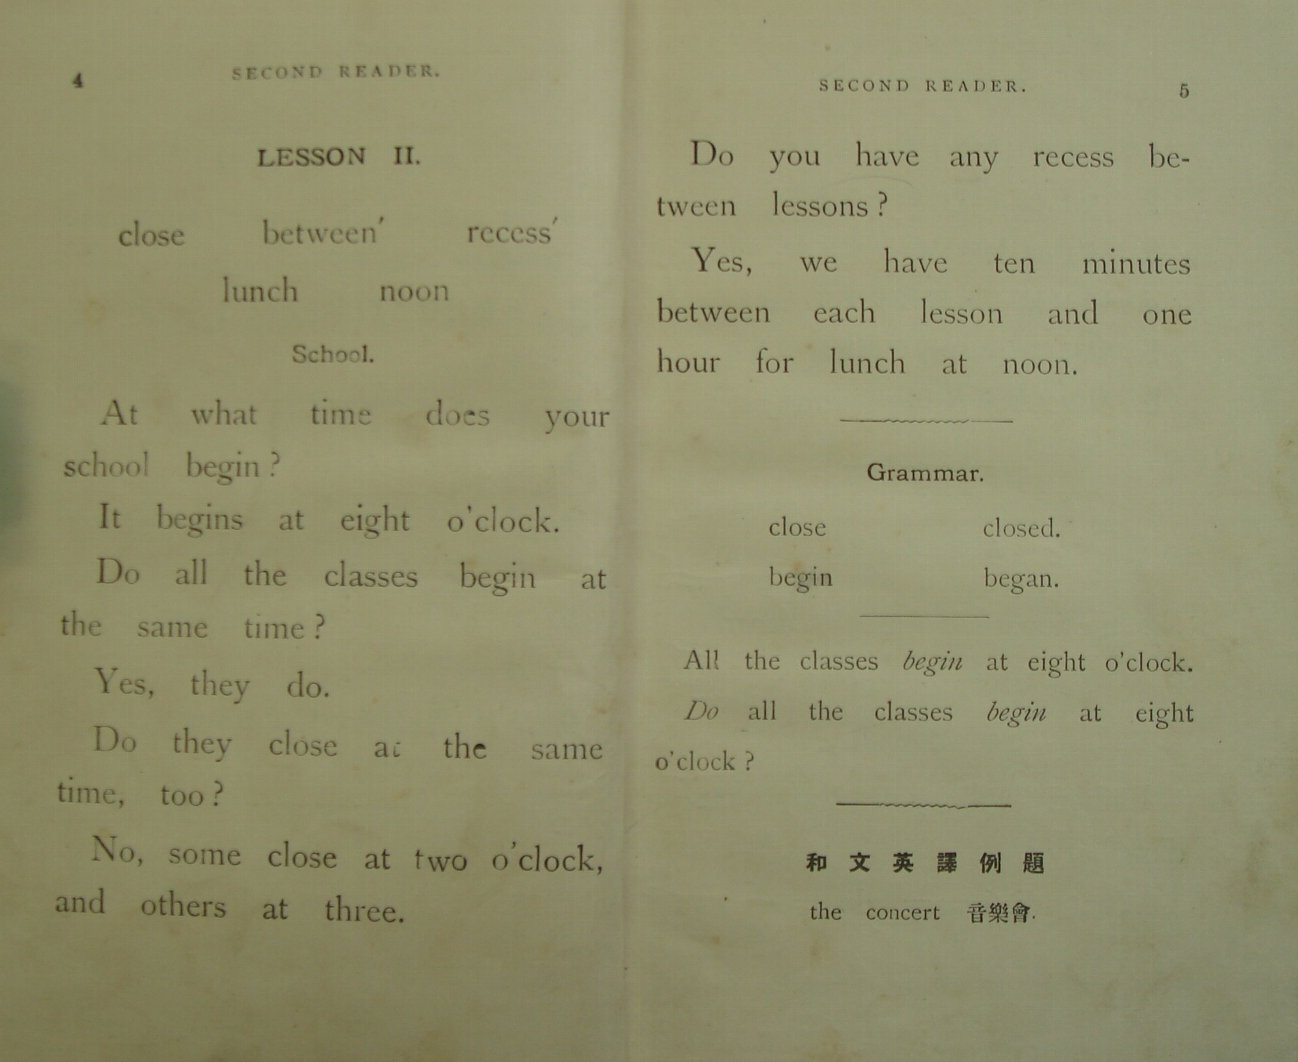 4
SECOND READER.
LESSON II.
close between′ recess′
lunch noon
School.
At what time does your
school begin?
It begins at eight o'clock.
Do all the classes begin at
the same time?
Yes, they do.
Do they close at the same
time, too?
No, some close at two o'clock,
and others at three.
SECOND READER.
5
Do you have any recess be-
tween lessons?
Yes, we have ten minutes
between each lesson and one
hour for lunch at noon.
Grammar.
close closed.
begin began.
All the classes begin at eight o'clock.
Do all the classes begin at eight
o'clock?
和文英譯例題
the concert 音樂會.